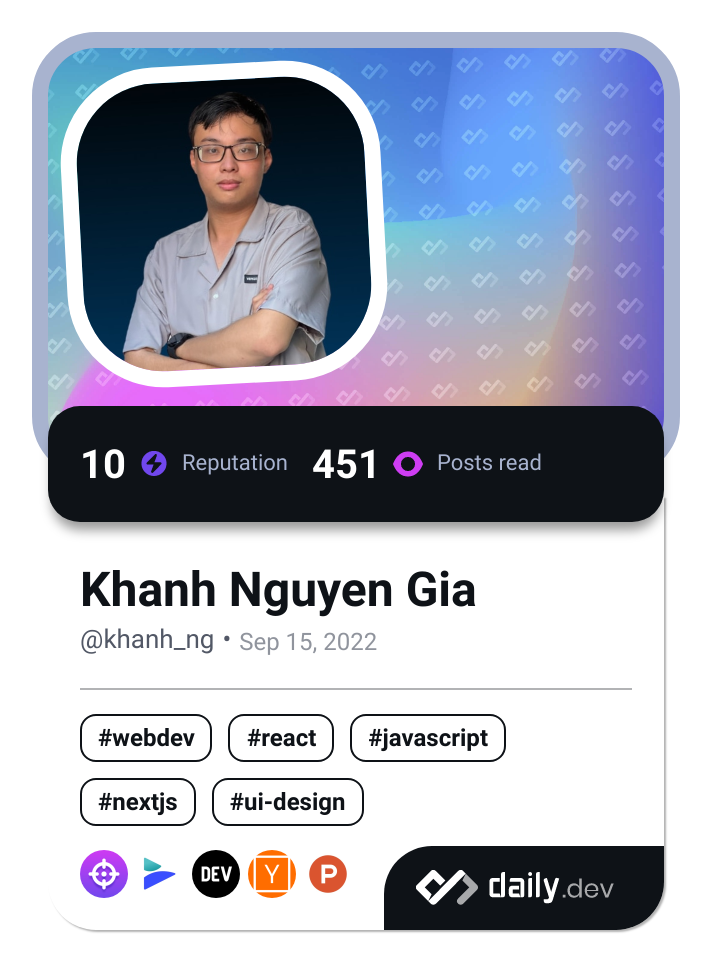 10 Reputation 451 Posts read
Khanh Nguyen Gia
@khanh_ng • Sep 15, 2022
#webdev #react #javascript
#nextjs #ui-design
DEV Y P
daily.dev